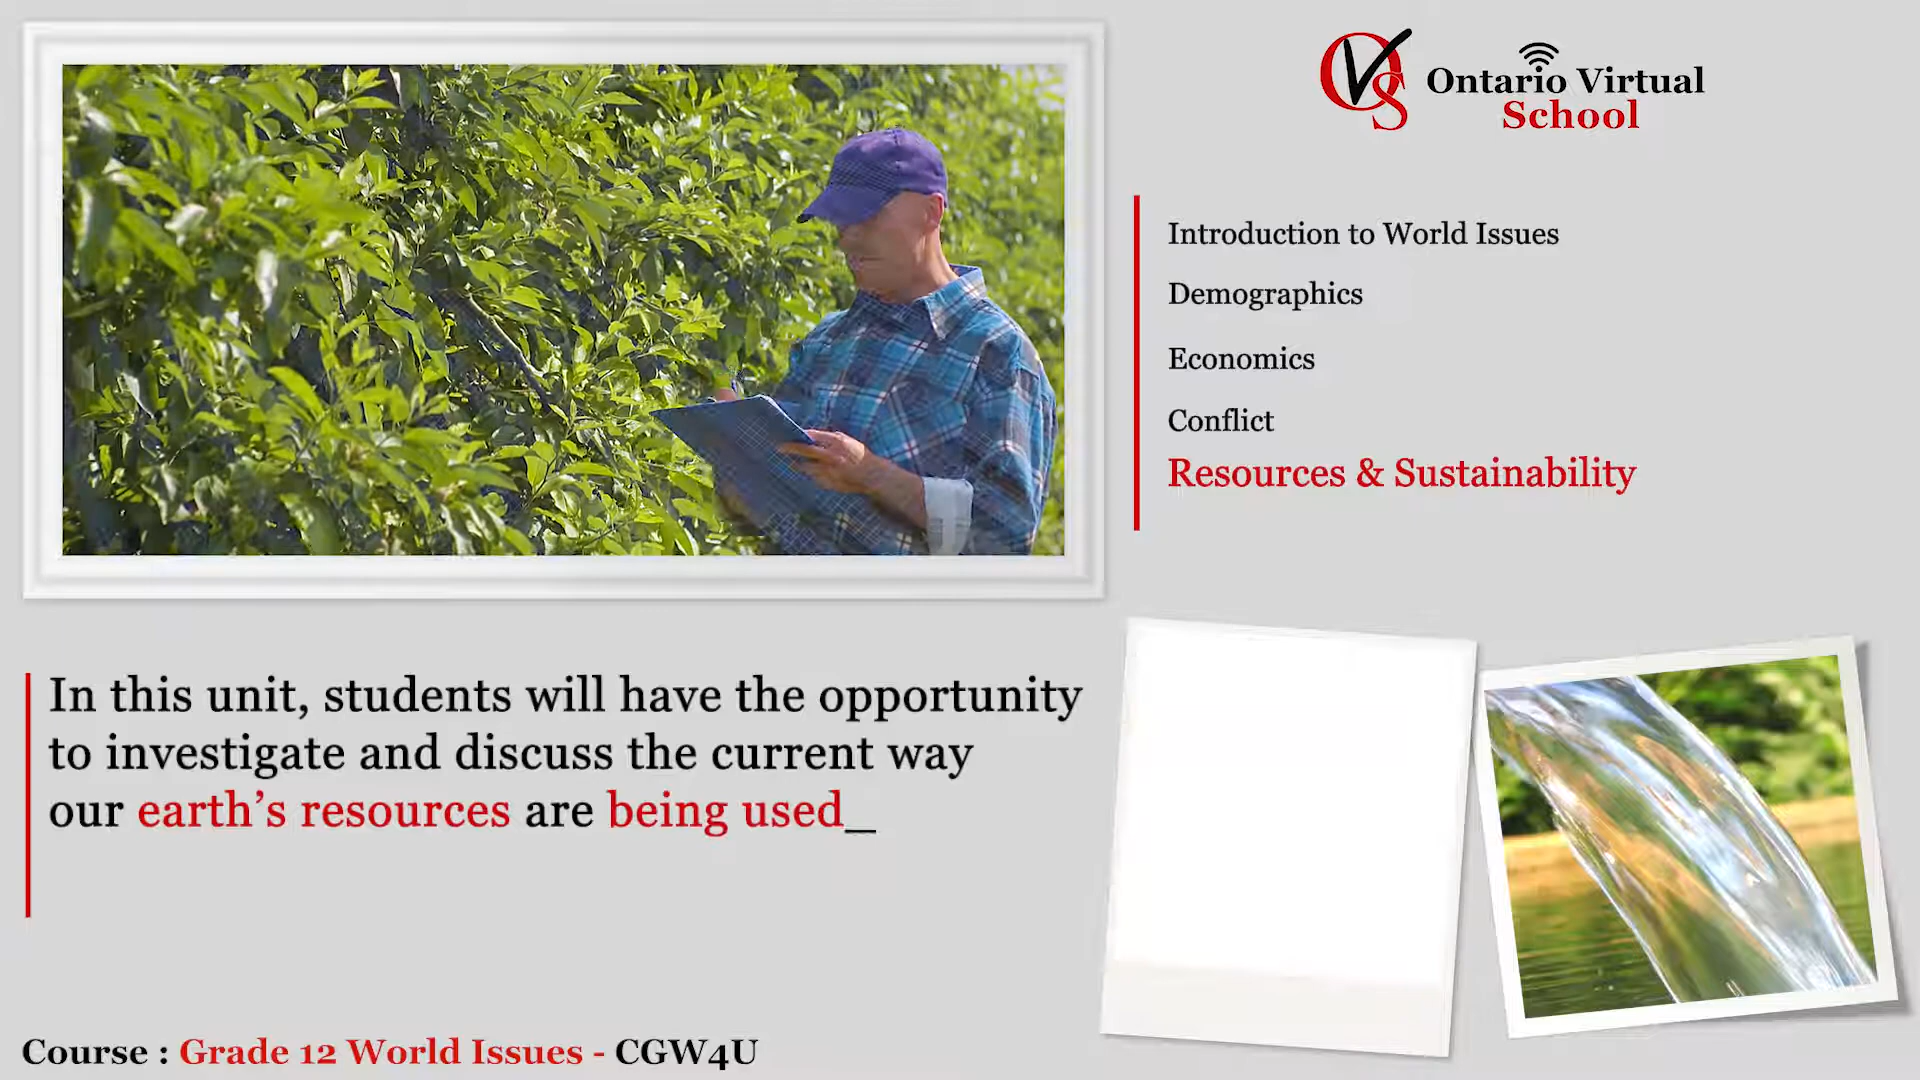 OVS
Ontario Virtual
School
Introduction to World Issues
Demographics
Economics
Conflict
Resources & Sustainability
In this unit, students will have the opportunity
to investigate and discuss the current way
our earth’s resources are being used_
Course : Grade 12 World Issues - CGW4U